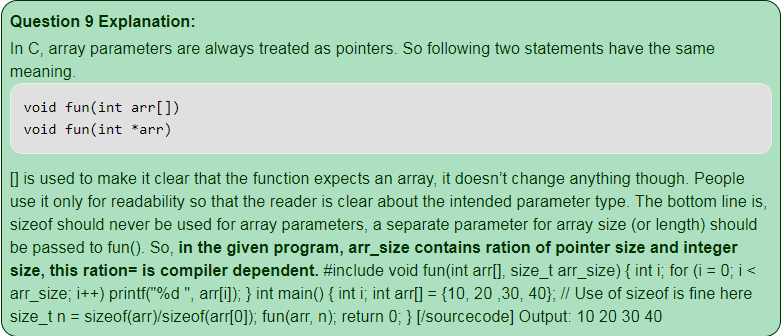 Question 9 Explanation:
In C, array parameters are always treated as pointers. So following two statements have the same
meaning.
void fun(int arr[])
void fun(int *arr)
[] is used to make it clear that the function expects an array, it doesn’t change anything though. People
use it only for readability so that the reader is clear about the intended parameter type. The bottom line is,
sizeof should never be used for array parameters, a separate parameter for array size (or length) should
be passed to fun(). So, in the given program, arr_size contains ration of pointer size and integer
size, this ration= is compiler dependent. #include void fun(int arr[], size_t arr_size) { int i; for (i = 0; i <
arr_size; i++) printf("%d ", arr[i]); } int main() { int i; int arr[] = {10, 20 ,30, 40}; // Use of sizeof is fine here
size_t n = sizeof(arr)/sizeof(arr[0]); fun(arr, n); return 0; } [/sourcecode] Output: 10 20 30 40